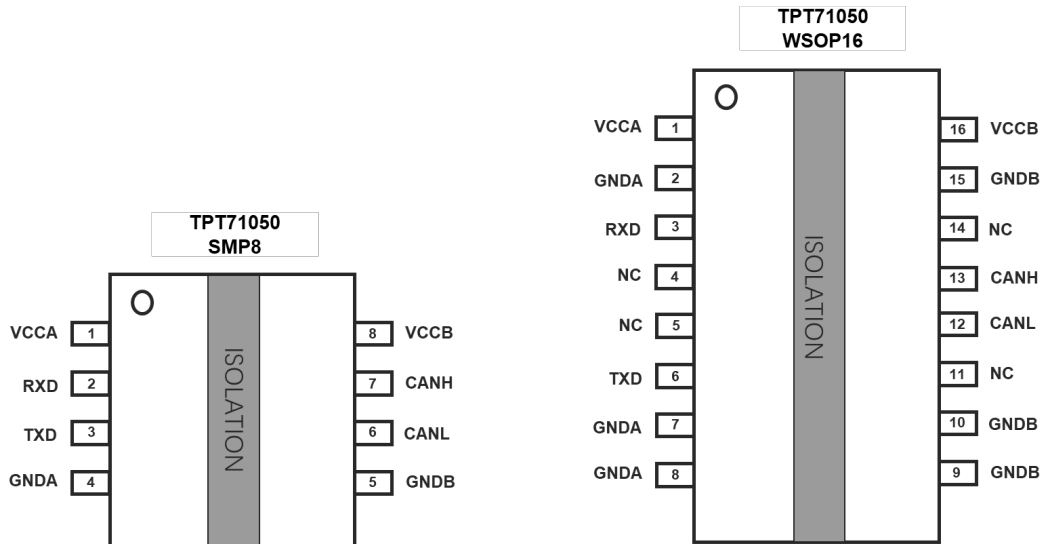 TPT71050
SMP8
VCCA 1 8 VCCB
RXD 2 7 CANH
TXD 3 6 CANL
GNDA 4 5 GNDB
ISOLATION
TPT71050
WSOP16
VCCA 1 16 VCCB
GNDA 2 15 GNDB
RXD 3 14 NC
NC 4 13 CANH
NC 5 12 CANL
TXD 6 11 NC
GNDA 7 10 GNDB
GNDA 8 9 GNDB
ISOLATION